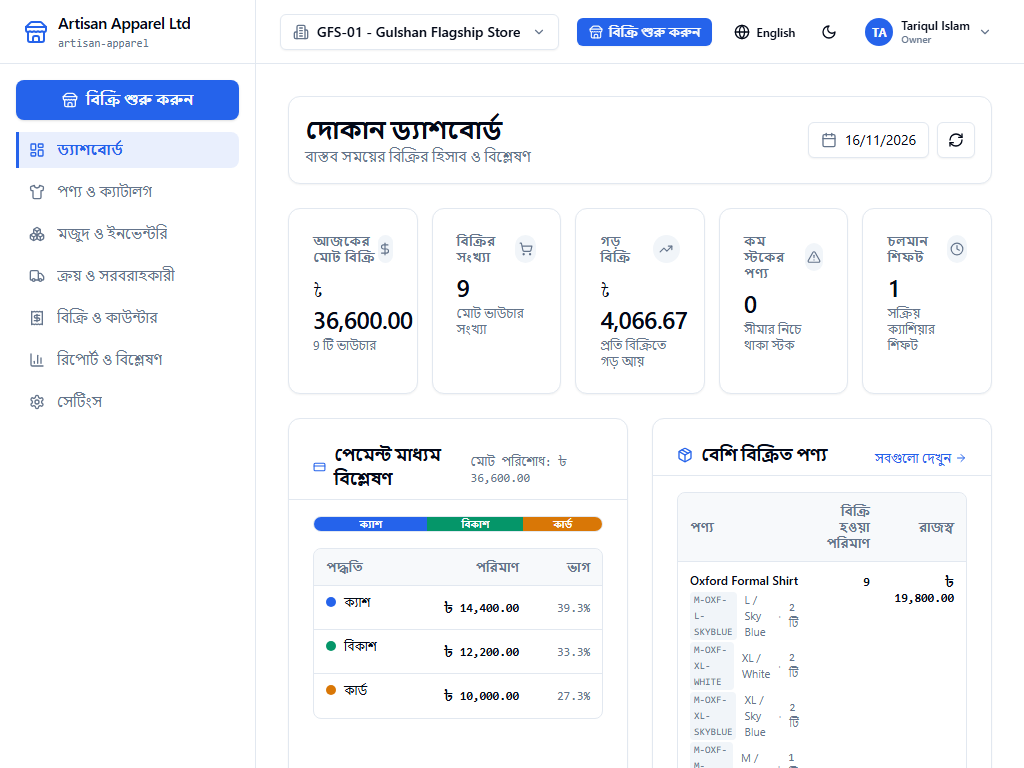 Artisan Apparel Ltd
artisan-apparel
GFS-01 - Gulshan Flagship Store
বিক্রি শুরু করুন
English
TA
Tariqul Islam
Owner
বিক্রি শুরু করুন
ড্যাশবোর্ড
পণ্য ও ক্যাটালগ
মজুদ ও ইনভেন্টরি
ক্রয় ও সরবরাহকারী
বিক্রি ও কাউন্টার
রিপোর্ট ও বিশ্লেষণ
সেটিংস
দোকান ড্যাশবোর্ড
বাস্তব সময়ের বিক্রির হিসাব ও বিশ্লেষণ
16/11/2026
আজকের
মোট বিক্রি
৳
36,600.00
9 টি ভাউচার
বিক্রির
সংখ্যা
9
মোট ভাউচার
সংখ্যা
গড়
বিক্রি
৳
4,066.67
প্রতি বিক্রিতে
গড় আয়
কম
স্টকের
পণ্য
0
সীমার নিচে
থাকা স্টক
চলমান
শিফট
1
সক্রিয়
ক্যাশিয়ার
শিফট
পেমেন্ট মাধ্যম
বিশ্লেষণ
মোট পরিশোধ: ৳
36,600.00
ক্যাশ বিকাশ কার্ড
পদ্ধতি পরিমাণ ভাগ
ক্যাশ ৳ 14,400.00 39.3%
বিকাশ ৳ 12,200.00 33.3%
কার্ড ৳ 10,000.00 27.3%
বেশি বিক্রিত পণ্য
সবগুলো দেখুন →
পণ্য
বিক্রি
হওয়া
পরিমাণ
রাজস্ব
Oxford Formal Shirt 9 ৳
19,800.00
M-OXF-
L-
SKYBLUE
L /
Sky
Blue
·
2
টি
M-OXF-
XL-
WHITE
XL /
White
·
2
টি
M-OXF-
XL-
SKYBLUE
XL /
Sky
Blue
·
2
টি
M-OXF-
M-
M /
1